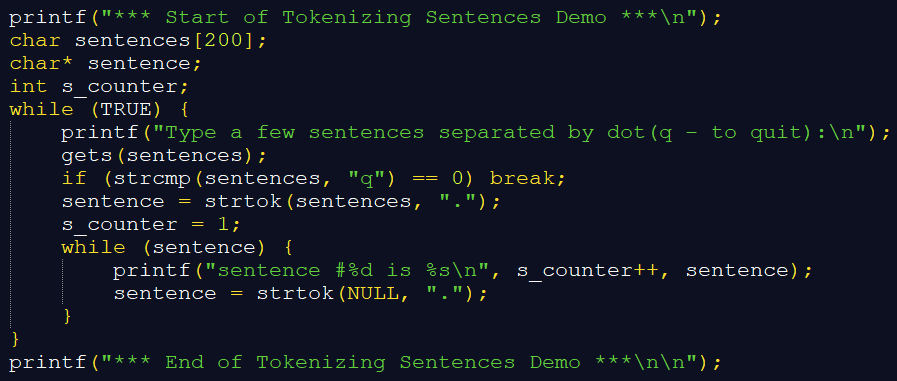 printf("*** Start of Tokenizing Sentences Demo ***\n");
char sentences[200];
char* sentence;
int s_counter;
while (TRUE) {
    printf("Type a few sentences separated by dot(q - to quit):\n");
    gets(sentences);
    if (strcmp(sentences, "q") == 0) break;
    sentence = strtok(sentences, ".");
    s_counter = 1;
    while (sentence) {
        printf("sentence #%d is %s\n", s_counter++, sentence);
        sentence = strtok(NULL, ".");
    }
}
printf("*** End of Tokenizing Sentences Demo ***\n\n");